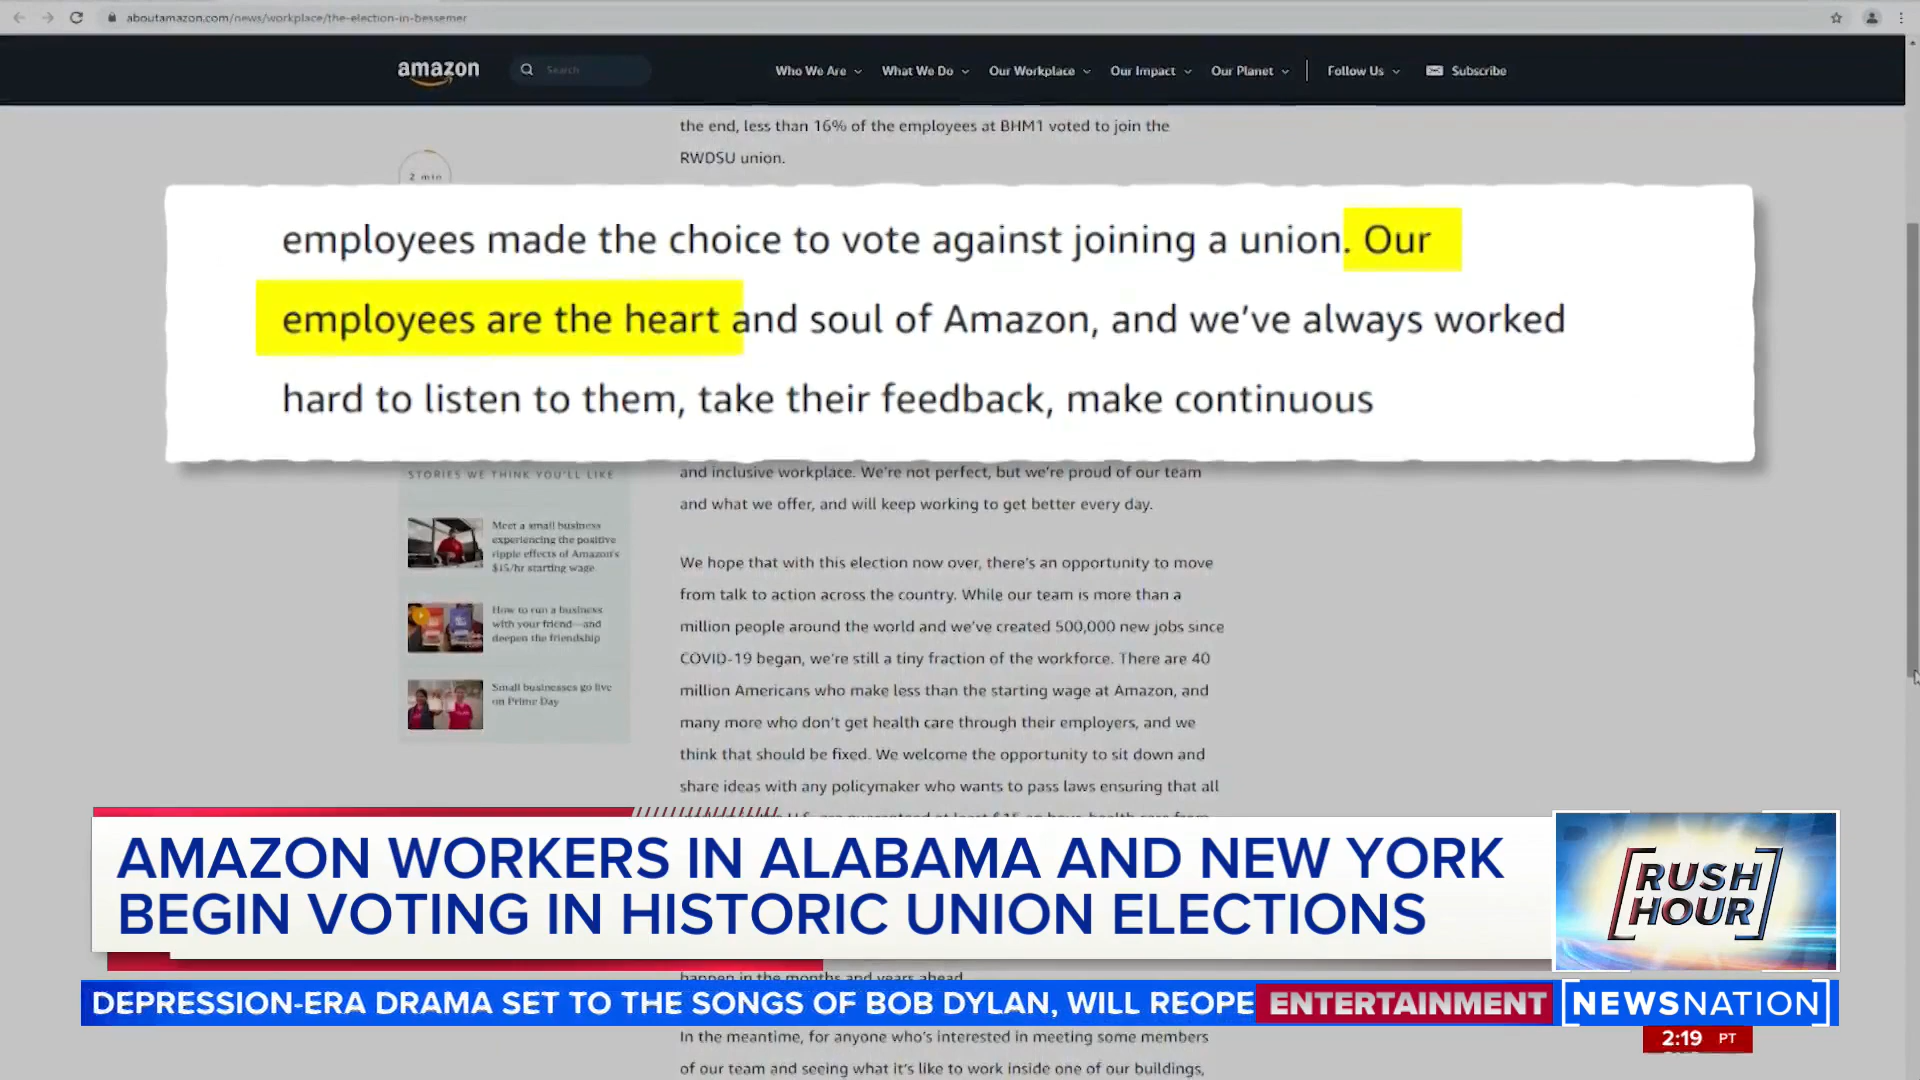 aboutamazon.com/news/workplace/the-election-in-bessemer
amazon
Search
Who We Are
What We Do
Our Workplace
Our Impact
Our Planet
Follow Us
Subscribe
the end, less than 16% of the employees at BHM1 voted to join the
RWDSU union.
2 min
employees made the choice to vote against joining a union. Our
employees are the heart and soul of Amazon, and we've always worked
hard to listen to them, take their feedback, make continuous
STORIES WE THINK YOU'LL LIKE
Meet a small business
experiencing the positive
ripple effects of Amazon's
$15/hr starting wage
How to run a business
with your friend—and
deepen the friendship
Small businesses go live
on Prime Day
and inclusive workplace. We're not perfect, but we're proud of our team
and what we offer, and will keep working to get better every day.
We hope that with this election now over, there's an opportunity to move
from talk to action across the country. While our team is more than a
million people around the world and we've created 500,000 new jobs since
COVID-19 began, we're still a tiny fraction of the workforce. There are 40
million Americans who make less than the starting wage at Amazon, and
many more who don't get health care through their employers, and we
think that should be fixed. We welcome the opportunity to sit down and
share ideas with any policymaker who wants to pass laws ensuring that all
AMAZON WORKERS IN ALABAMA AND NEW YORK
BEGIN VOTING IN HISTORIC UNION ELECTIONS
RUSH
HOUR
happen in the months and years ahead.
DEPRESSION-ERA DRAMA SET TO THE SONGS OF BOB DYLAN, WILL REOPE
ENTERTAINMENT
NEWSNATION
2:19 PT
In the meantime, for anyone who's interested in meeting some members
of our team and seeing what it's like to work inside one of our buildings,